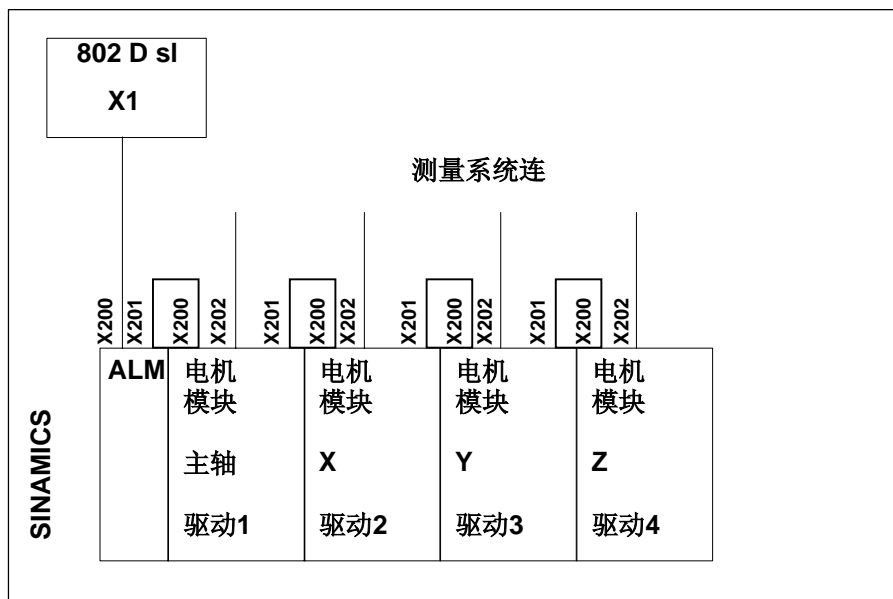 802 D sl
X1
测量系统连
X200
X201
X200
X202
X201
X200
X202
X201
X200
X202
X201
X200
X202
SINAMICS
ALM
电机
模块
主轴
驱动1
电机
模块
X
驱动2
电机
模块
Y
驱动3
电机
模块
Z
驱动4